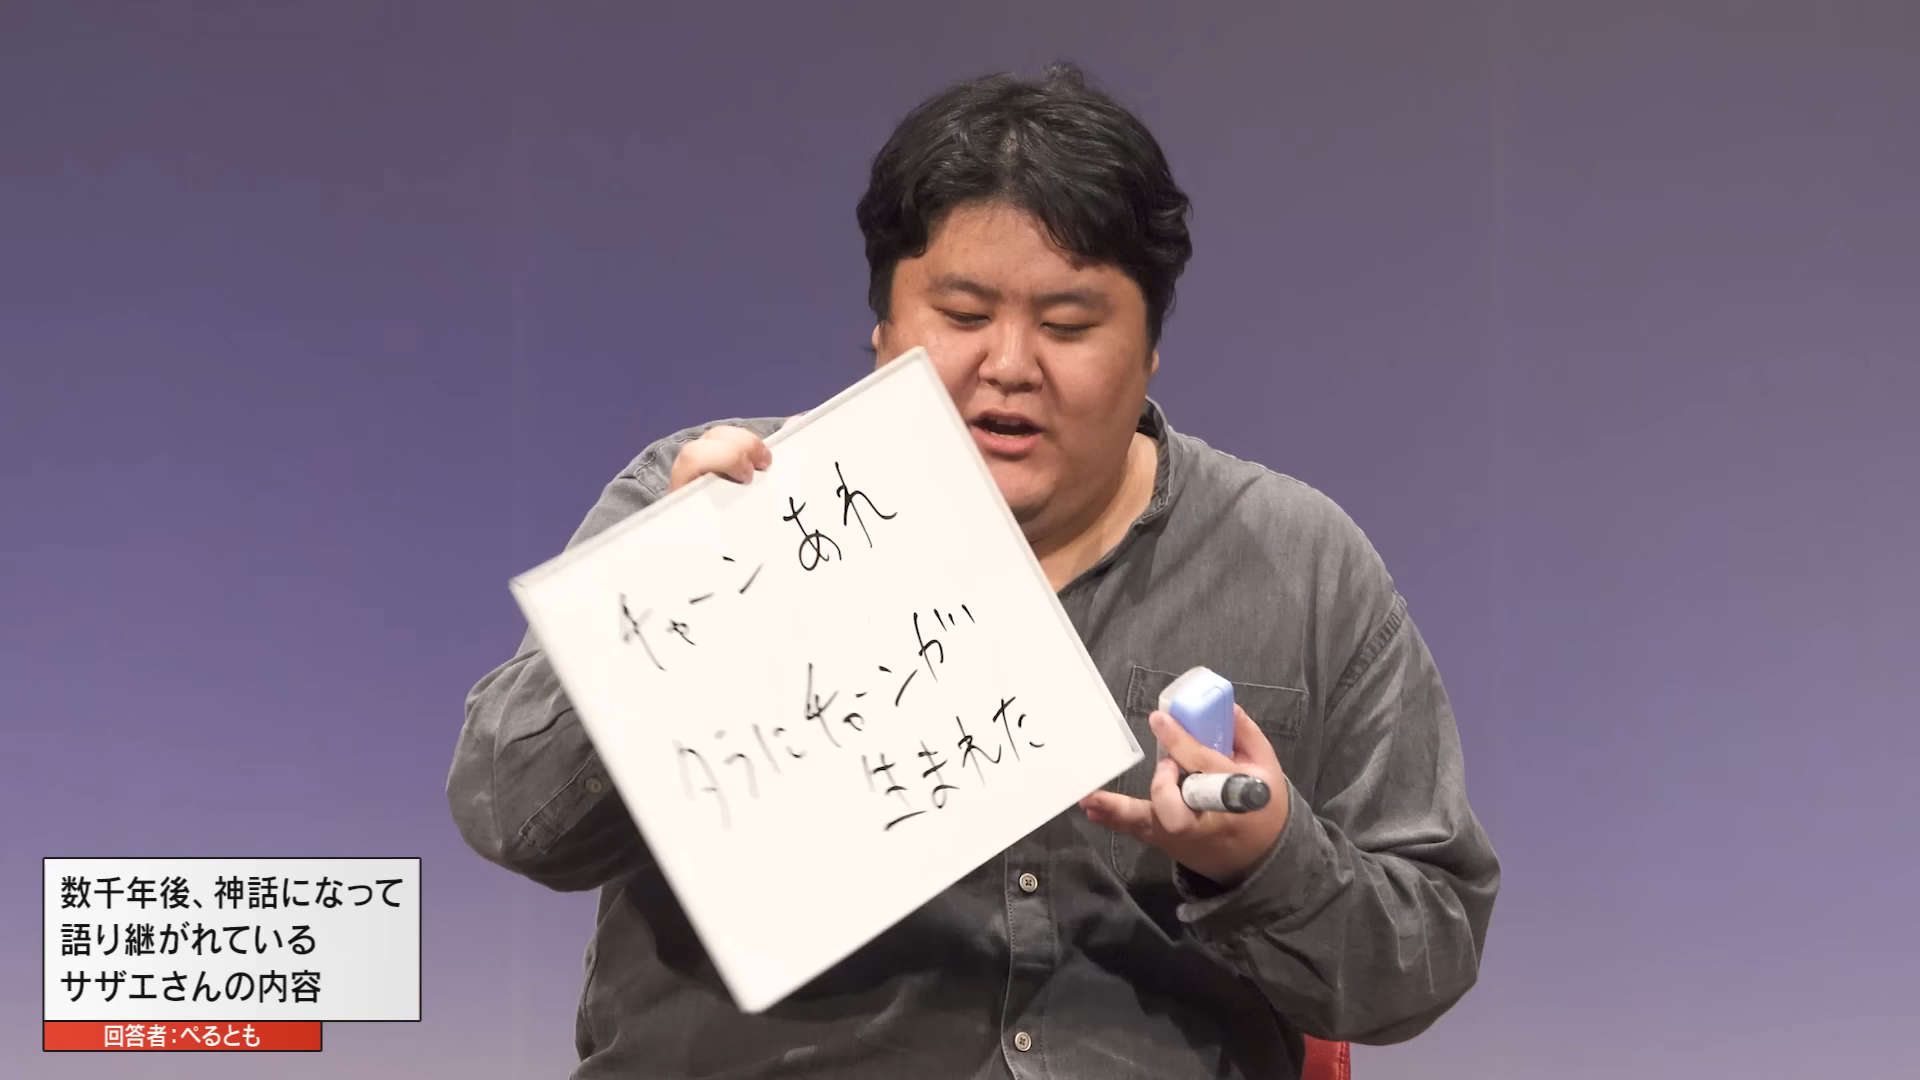 チャーンあれ
タラにチャーンが
生まれた
数千年後、神話になって
語り継がれている
サザエさんの内容
回答者：ぺるとも